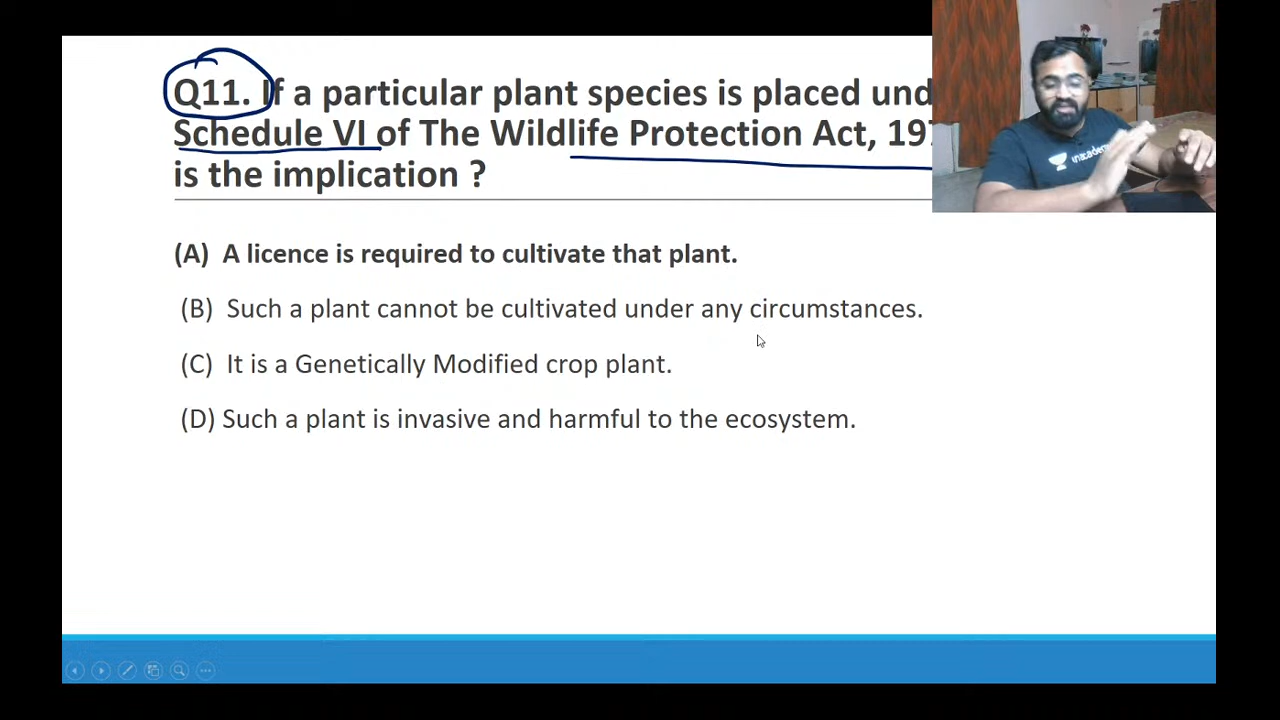 Q11. If a particular plant species is placed
Schedule VI of The Wildlife Protection Act,
is the implication ?
(A) A licence is required to cultivate that plant.
(B) Such a plant cannot be cultivated under any circumstances.
(C) It is a Genetically Modified crop plant.
(D) Such a plant is invasive and harmful to the ecosystem.